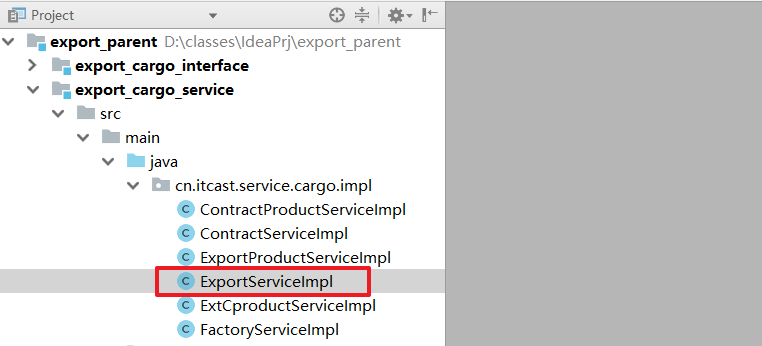 Project
export_parent D:\classes\IdeaPrj\export_parent
export_cargo_interface
export_cargo_service
src
main
java
cn.itcast.service.cargo.impl
C ContractProductServiceImpl
C ContractServiceImpl
C ExportProductServiceImpl
C ExportServiceImpl
C ExtCproductServiceImpl
C FactoryServiceImpl